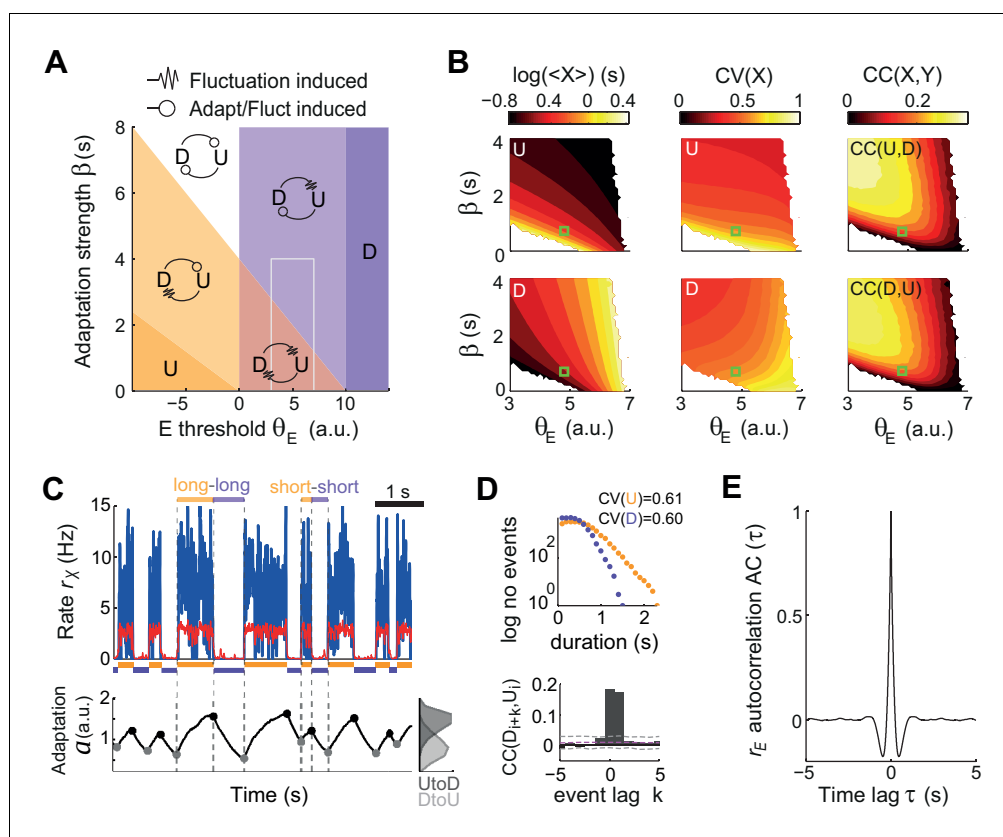 A
Fluctuation induced
Adapt/Fluct induced
Adaptation strength β(s)
8
6
4
2
0
D U
D U
D
D U
U
D U
−5 0 5 10
E threshold θE (a.u.)
B
log(<X>) (s) CV(X) CC(X,Y)
−0.8 0.4 0 0.4 0 0.5 1 0 0.2
U U CC(U,D)
β (s)
4
2
0
D D CC(D,U)
β (s)
4
2
0
3 5 7 3 5 7 3 5 7
θE (a.u.) θE (a.u.) θE (a.u.)
C
long-long short-short 1 s
Rate rχ (Hz)
15
10
5
0
Adaptation
a(a.u.)
2
1
UtoD
DtoU
Time (s)
D
CV(U)=0.61
CV(D)=0.60
log no events
10²
10⁰
10
0 1 2
duration (s)
CC(Di+k,Ui)
0.2
0.1
0
−5 0 5
event lag k
E
rE autocorrelation AC (τ)
1
0.5
0
−5 0 5
Time lag τ (s)